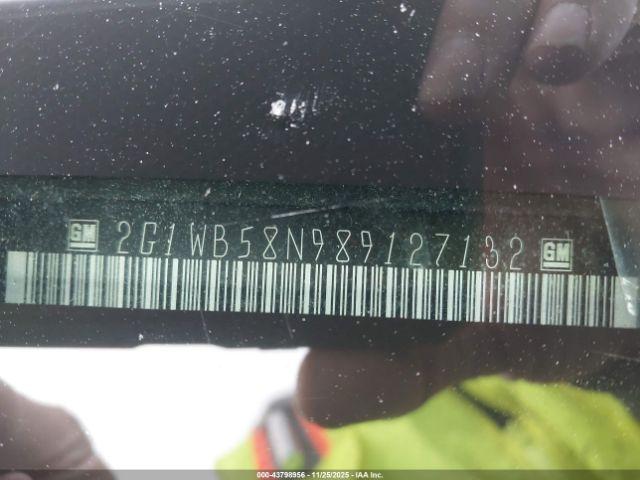 GM 2G1WB58N989127132 GM
000-43798956 - 11/25/2025 - IAA Inc.